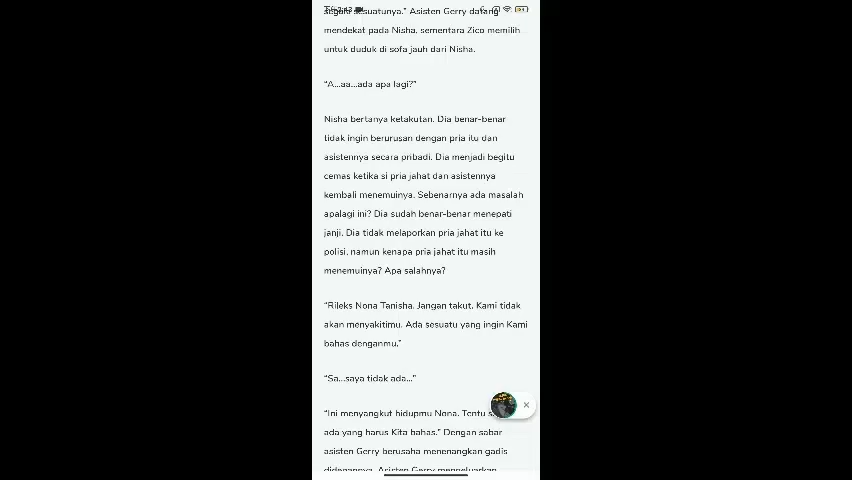 segala sesuatunya." Asisten Gerry datang
mendekat pada Nisha, sementara Zico memilih
untuk duduk di sofa jauh dari Nisha.
"A...aa...ada apa lagi?"
Nisha bertanya ketakutan. Dia benar-benar
tidak ingin berurusan dengan pria itu dan
asistennya secara pribadi. Dia menjadi begitu
cemas ketika si pria jahat dan asistennya
kembali menemuinya. Sebenarnya ada masalah
apalagi ini? Dia sudah benar-benar menepati
janji. Dia tidak melaporkan pria jahat itu ke
polisi, namun kenapa pria jahat itu masih
menemuinya? Apa salahnya?
"Rileks Nona Tanisha. Jangan takut. Kami tidak
akan menyakitimu. Ada sesuatu yang ingin Kami
bahas denganmu."
"Sa...saya tidak ada..."
"Ini menyangkut hidupmu Nona. Tentu
ada yang harus Kita bahas." Dengan sabar
asisten Gerry berusaha menenangkan gadis
didepannya. Asisten Gerry mengeluarkan